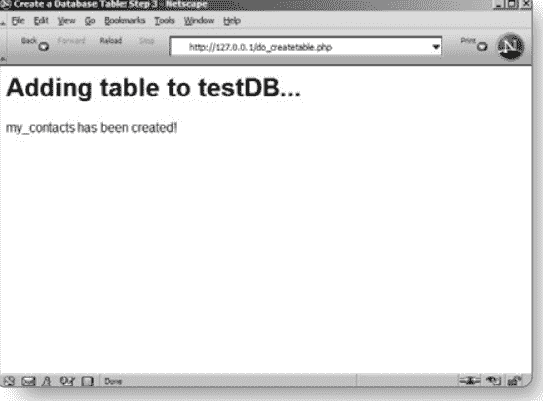 Create a Database Table: Step 3 - Netscape
File Edit View Go Bookmarks Tools Window Help
Back Forward Reload Stop http://127.0.0.1/do_createtable.php Print N
Adding table to testDB...
my_contacts has been created!
Done